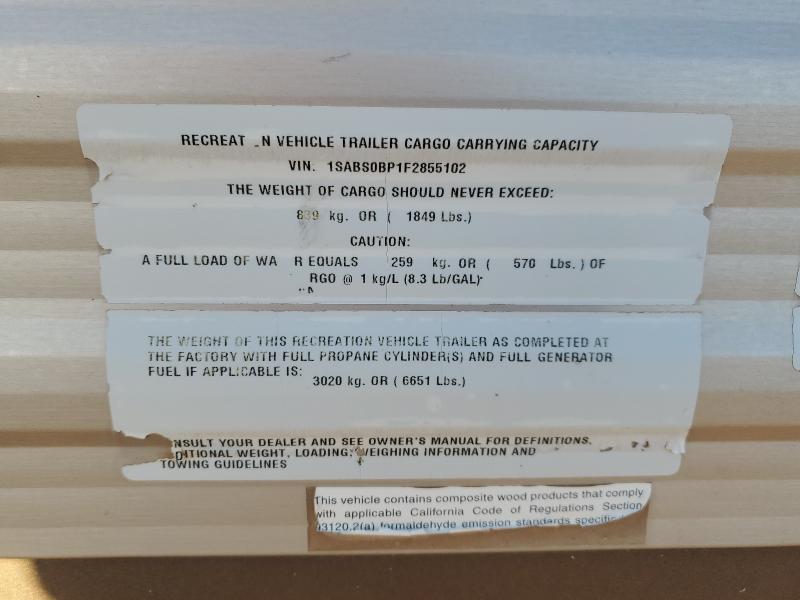 RECREAT N VEHICLE TRAILER CARGO CARRYING CAPACITY
VIN: 1SABS0BP1F2855102
THE WEIGHT OF CARGO SHOULD NEVER EXCEED:
839 kg. OR ( 1849 Lbs.)
CAUTION:
A FULL LOAD OF WA R EQUALS 259 kg. OR ( 570 Lbs. ) OF
RGO @ 1 kg/L (8.3 Lb/GAL)
THE WEIGHT OF THIS RECREATION VEHICLE TRAILER AS COMPLETED AT
THE FACTORY WITH FULL PROPANE CYLINDER(S) AND FULL GENERATOR
FUEL IF APPLICABLE IS:
3020 kg. OR ( 6651 Lbs.)
NSULT YOUR DEALER AND SEE OWNER'S MANUAL FOR DEFINITIONS,
DITIONAL WEIGHT, LOADING, WEIGHING INFORMATION AND
TOWING GUIDELINES
This vehicle contains composite wood products that comply
with applicable California Code of Regulations Section
93120.2(a) formaldehyde emission standards